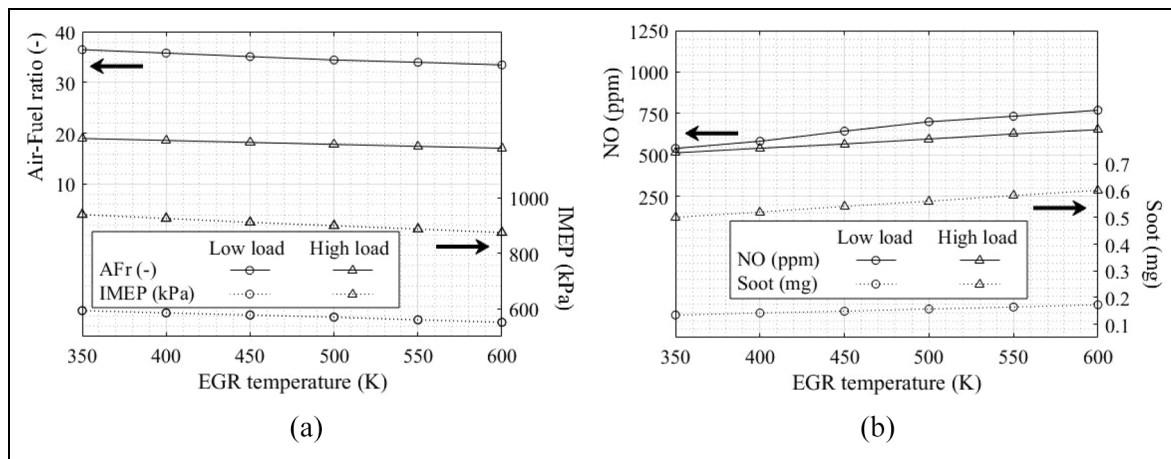 40
30
20
10
Air-Fuel ratio (-)
1000
800
600
IMEP (kPa)
Low load High load
AFr (-)
IMEP (kPa)
350 400 450 500 550 600
EGR temperature (K)
(a)
1250
1000
750
500
250
NO (ppm)
0.7
0.6
0.5
0.4
0.3
0.2
0.1
Soot (mg)
Low load High load
NO (ppm)
Soot (mg)
350 400 450 500 550 600
EGR temperature (K)
(b)